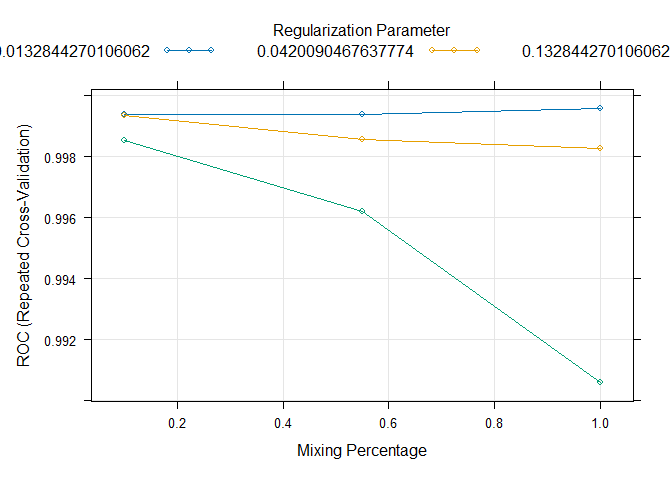 Regularization Parameter
0.0132844270106062 0.0420090467637774 0.132844270106062
ROC (Repeated Cross-Validation)
0.998
0.996
0.994
0.992
0.2 0.4 0.6 0.8 1.0
Mixing Percentage